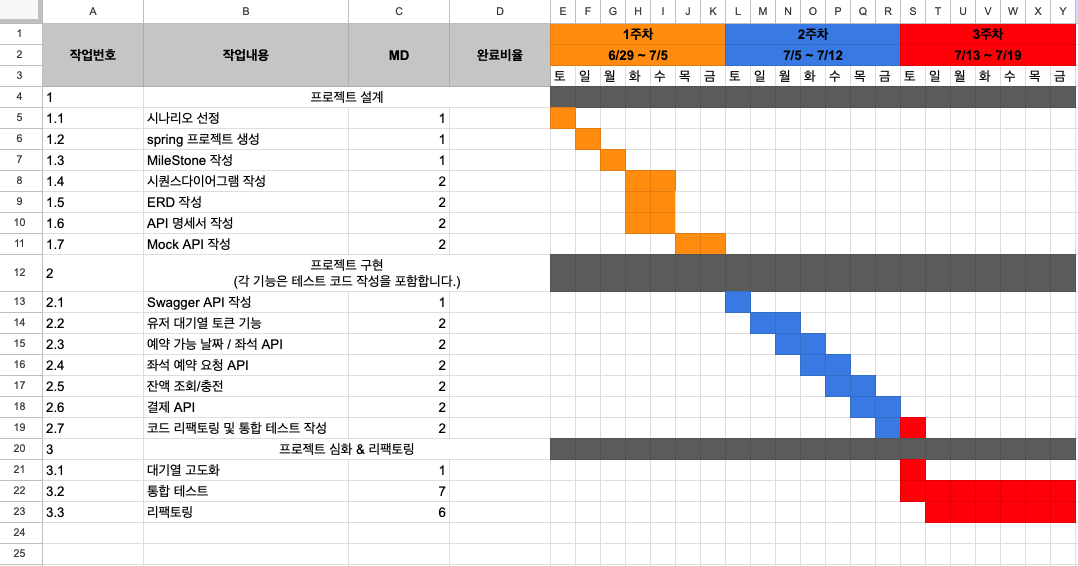 A B C D E F G H I J K L M N O P Q R S T U V W X Y
1 작업번호 작업내용 MD 완료비율 1주차 2주차 3주차
2 6/29 ~ 7/5 7/5 ~ 7/12 7/13 ~ 7/19
3 토 일 월 화 수 목 금 토 일 월 화 수 목 금 토 일 월 화 수 목 금
4 1 프로젝트 설계
5 1.1 시나리오 선정 1
6 1.2 spring 프로젝트 생성 1
7 1.3 MileStone 작성 1
8 1.4 시퀀스다이어그램 작성 2
9 1.5 ERD 작성 2
10 1.6 API 명세서 작성 2
11 1.7 Mock API 작성 2
12 2 프로젝트 구현
(각 기능은 테스트 코드 작성을 포함합니다.)
13 2.1 Swagger API 작성 1
14 2.2 유저 대기열 토큰 기능 2
15 2.3 예약 가능 날짜 / 좌석 API 2
16 2.4 좌석 예약 요청 API 2
17 2.5 잔액 조회/충전 2
18 2.6 결제 API 2
19 2.7 코드 리팩토링 및 통합 테스트 작성 2
20 3 프로젝트 심화 & 리팩토링
21 3.1 대기열 고도화 1
22 3.2 통합 테스트 7
23 3.3 리팩토링 6
24
25